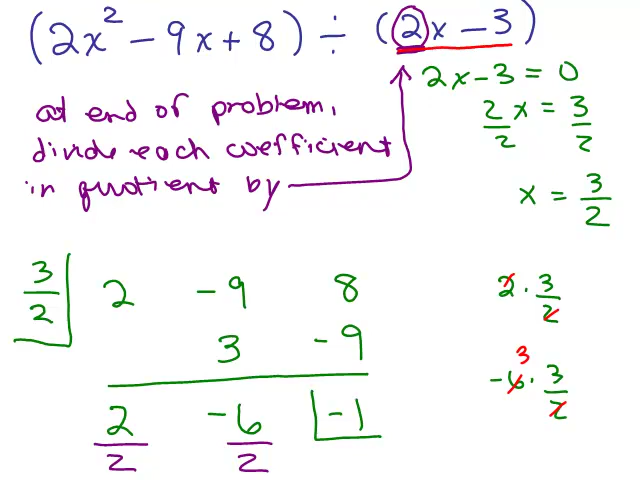 (2x² - 9x + 8) ÷ (2x - 3)
2x - 3 = 0
2/2 x = 3/2
x = 3/2
at end of problem,
divide each coefficient
in quotient by
3/2 2 -9 8
3 -9
2/2 -6/2 -1
2 · 3/2
3
-6 · 3/2